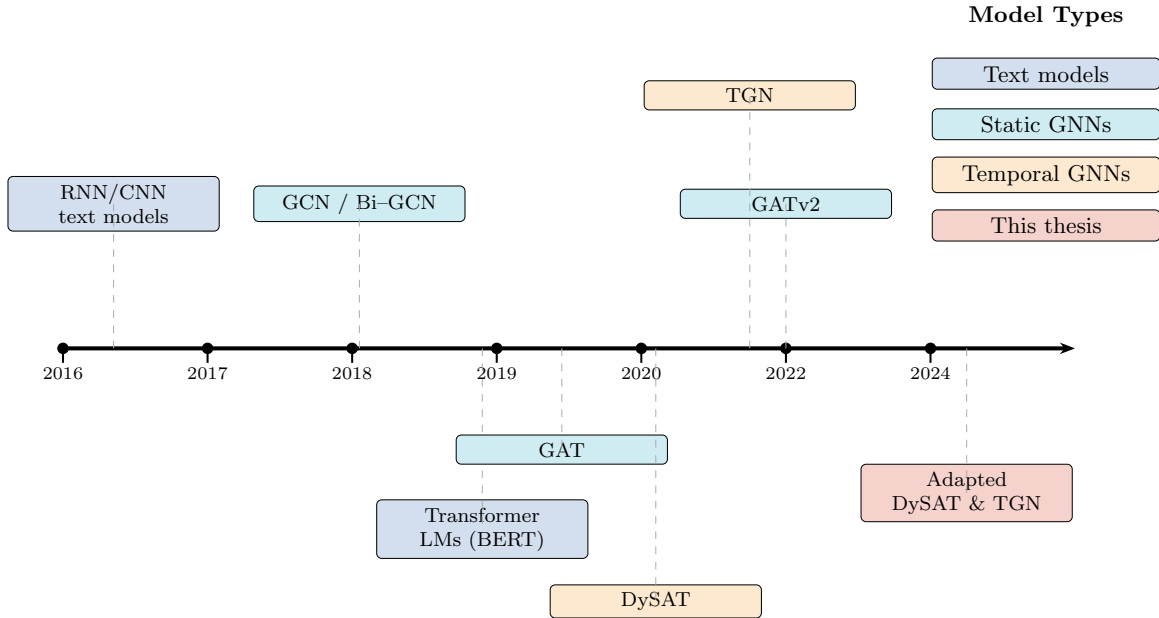 Model Types
Text models
Static GNNs
Temporal GNNs
This thesis
TGN
RNN/CNN
text models
GCN / Bi–GCN
GATv2
2016
2017
2018
2019
2020
2022
2024
GAT
Transformer
LMs (BERT)
DySAT
Adapted
DySAT & TGN